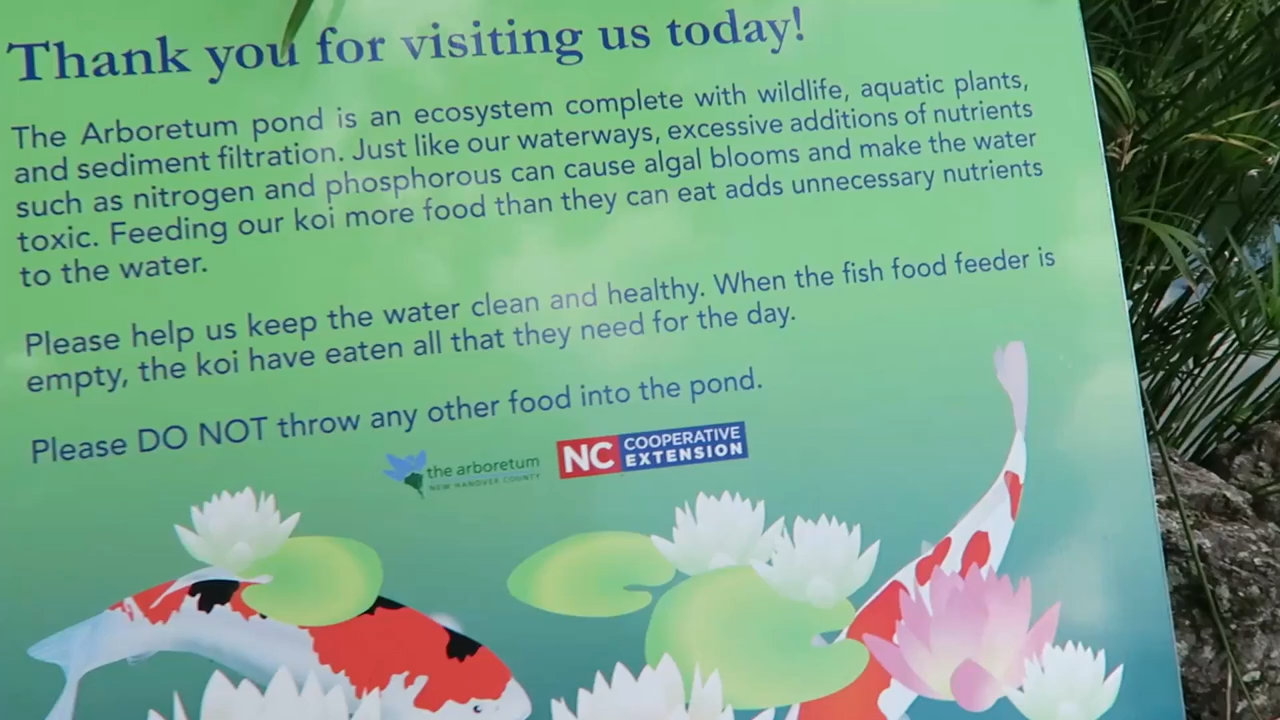 Thank you for visiting us today!
The Arboretum pond is an ecosystem complete with wildlife, aquatic plants,
and sediment filtration. Just like our waterways, excessive additions of nutrients
such as nitrogen and phosphorous can cause algal blooms and make the water
toxic. Feeding our koi more food than they can eat adds unnecessary nutrients
to the water.
Please help us keep the water clean and healthy. When the fish food feeder is
empty, the koi have eaten all that they need for the day.
Please DO NOT throw any other food into the pond.
the arboretum
NEW HANOVER COUNTY
NC COOPERATIVE
EXTENSION